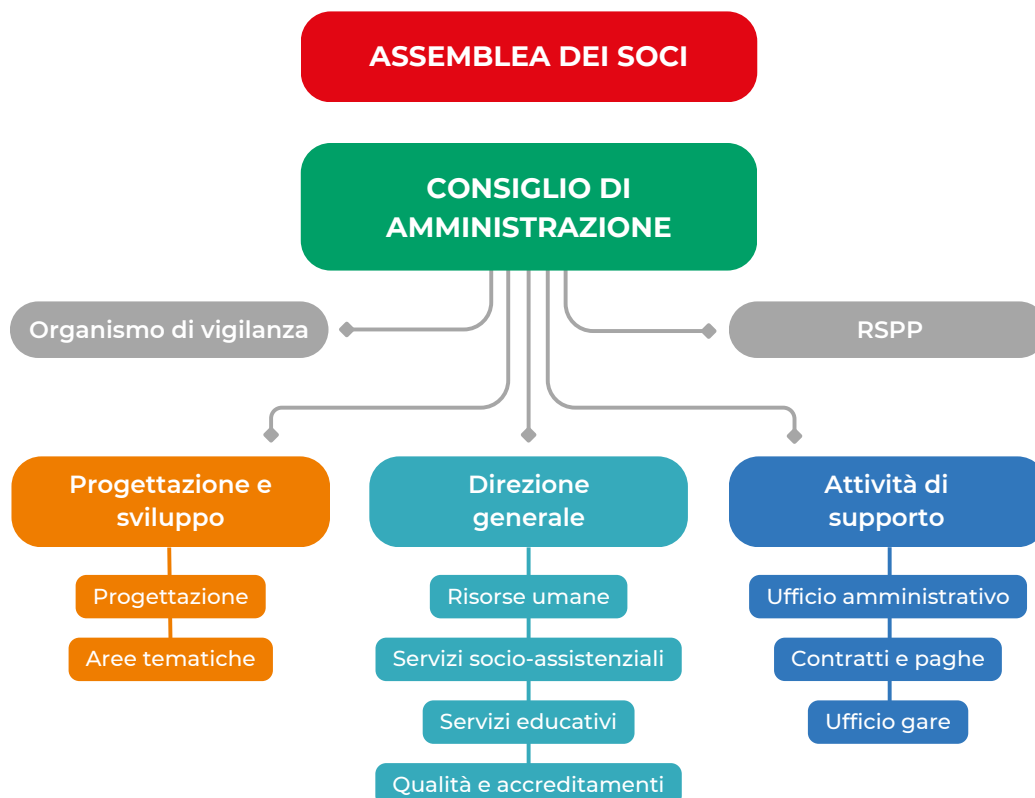 ASSEMBLEA DEI SOCI
CONSIGLIO DI
AMMINISTRAZIONE
Organismo di vigilanza
RSPP
Progettazione e
sviluppo
Progettazione
Aree tematiche
Direzione
generale
Risorse umane
Servizi socio-assistenziali
Servizi educativi
Qualità e accreditamenti
Attività di
supporto
Ufficio amministrativo
Contratti e paghe
Ufficio gare